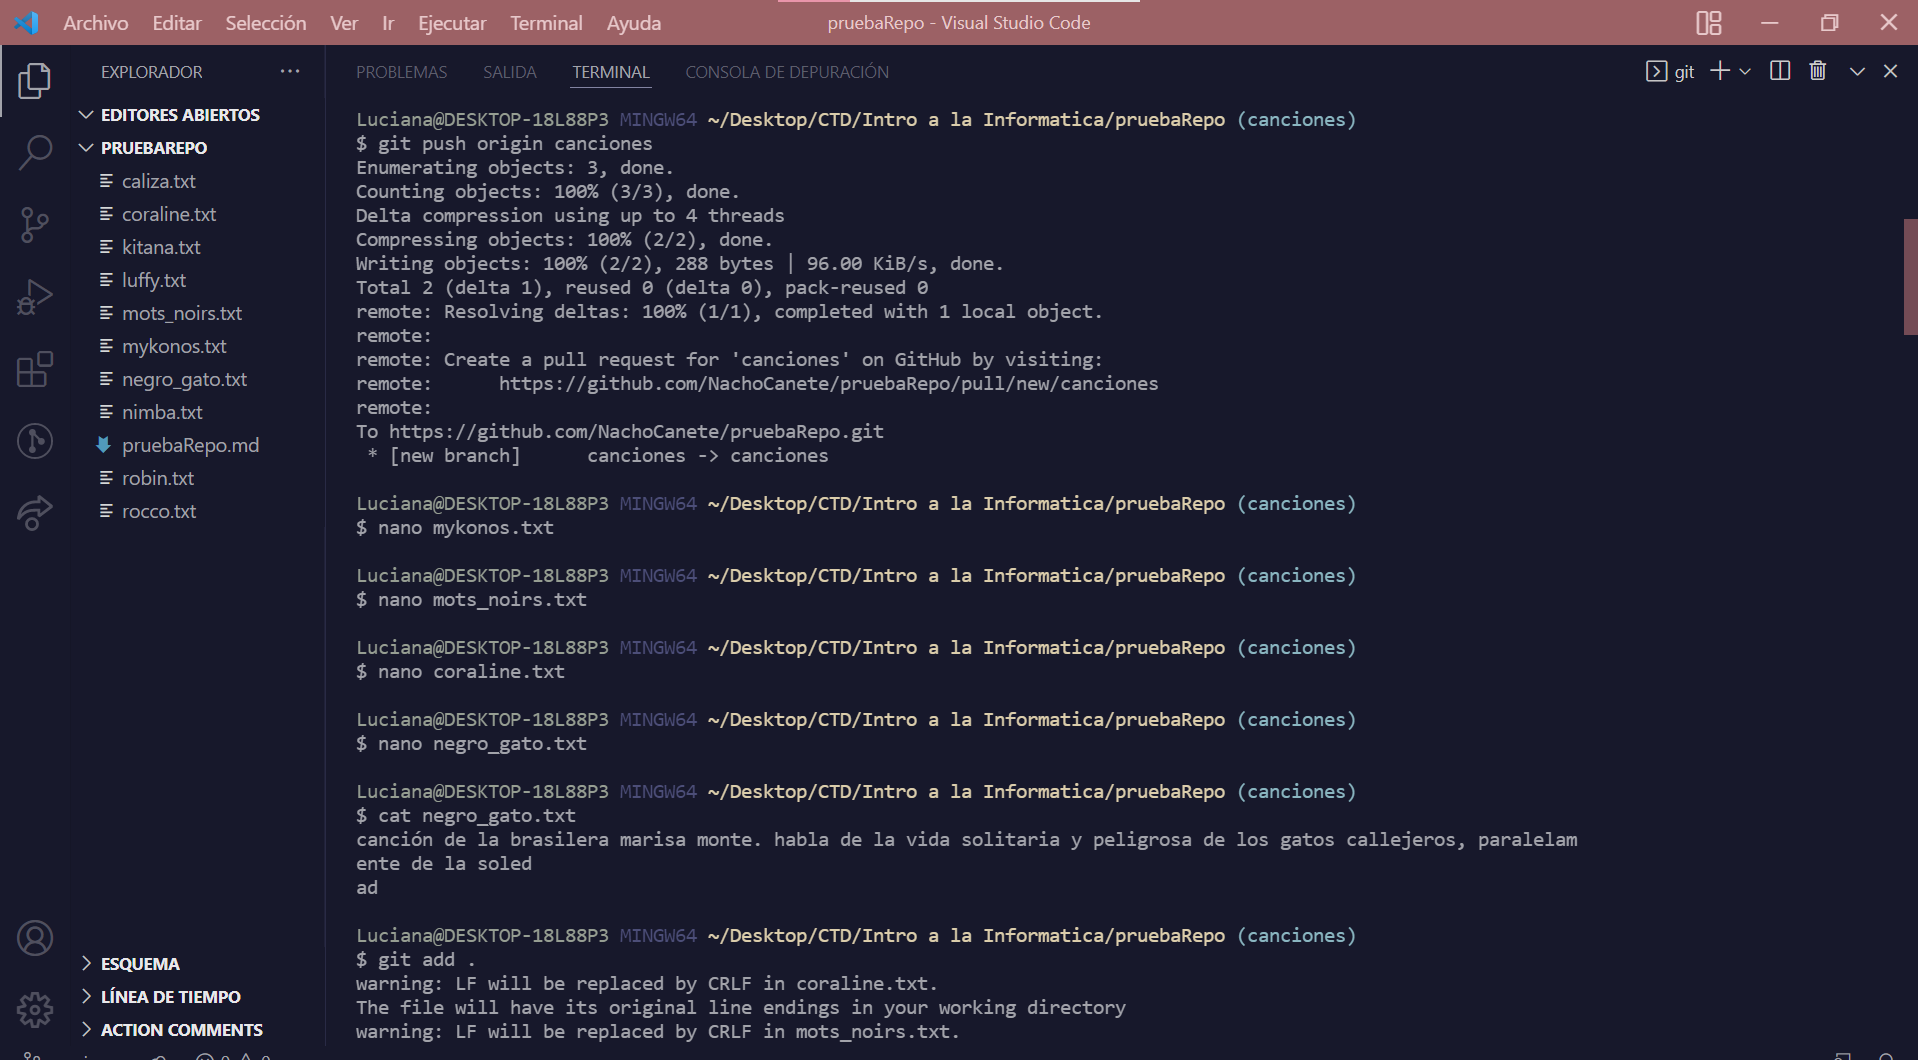 Archivo Editar Selección Ver Ir Ejecutar Terminal Ayuda
pruebaRepo - Visual Studio Code
EXPLORADOR
EDITORES ABIERTOS
PRUEBAREPO
caliza.txt
coraline.txt
kitana.txt
luffy.txt
mots_noirs.txt
mykonos.txt
negro_gato.txt
nimba.txt
pruebaRepo.md
robin.txt
rocco.txt
ESQUEMA
LÍNEA DE TIEMPO
ACTION COMMENTS
PROBLEMAS SALIDA TERMINAL CONSOLA DE DEPURACIÓN
git
Luciana@DESKTOP-18L88P3 MINGW64 ~/Desktop/CTD/Intro a la Informatica/pruebaRepo (canciones)
$ git push origin canciones
Enumerating objects: 3, done.
Counting objects: 100% (3/3), done.
Delta compression using up to 4 threads
Compressing objects: 100% (2/2), done.
Writing objects: 100% (2/2), 288 bytes | 96.00 KiB/s, done.
Total 2 (delta 1), reused 0 (delta 0), pack-reused 0
remote: Resolving deltas: 100% (1/1), completed with 1 local object.
remote:
remote: Create a pull request for 'canciones' on GitHub by visiting:
remote: https://github.com/NachoCanete/pruebaRepo/pull/new/canciones
remote:
To https://github.com/NachoCanete/pruebaRepo.git
* [new branch] canciones -> canciones
Luciana@DESKTOP-18L88P3 MINGW64 ~/Desktop/CTD/Intro a la Informatica/pruebaRepo (canciones)
$ nano mykonos.txt
Luciana@DESKTOP-18L88P3 MINGW64 ~/Desktop/CTD/Intro a la Informatica/pruebaRepo (canciones)
$ nano mots_noirs.txt
Luciana@DESKTOP-18L88P3 MINGW64 ~/Desktop/CTD/Intro a la Informatica/pruebaRepo (canciones)
$ nano coraline.txt
Luciana@DESKTOP-18L88P3 MINGW64 ~/Desktop/CTD/Intro a la Informatica/pruebaRepo (canciones)
$ nano negro_gato.txt
Luciana@DESKTOP-18L88P3 MINGW64 ~/Desktop/CTD/Intro a la Informatica/pruebaRepo (canciones)
$ cat negro_gato.txt
canción de la brasilera marisa monte. habla de la vida solitaria y peligrosa de los gatos callejeros, paralelam
ente de la soled
ad
Luciana@DESKTOP-18L88P3 MINGW64 ~/Desktop/CTD/Intro a la Informatica/pruebaRepo (canciones)
$ git add .
warning: LF will be replaced by CRLF in coraline.txt.
The file will have its original line endings in your working directory
warning: LF will be replaced by CRLF in mots_noirs.txt.